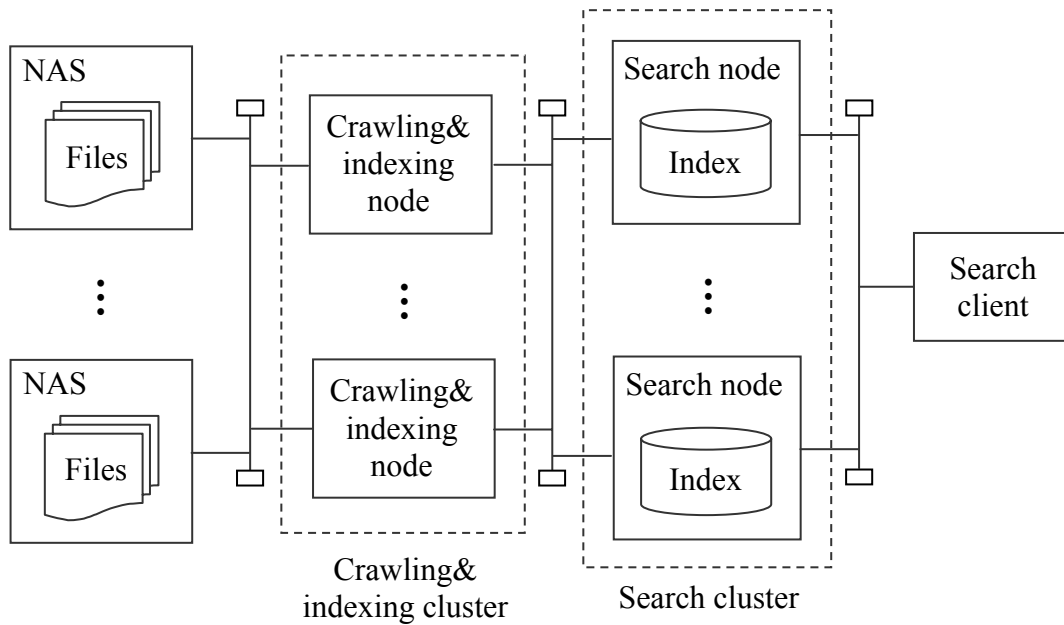 NAS
Files
Crawling&
indexing
node
Search node
Index
Search
client
NAS
Files
Crawling&
indexing
node
Search node
Index
Crawling&
indexing cluster
Search cluster